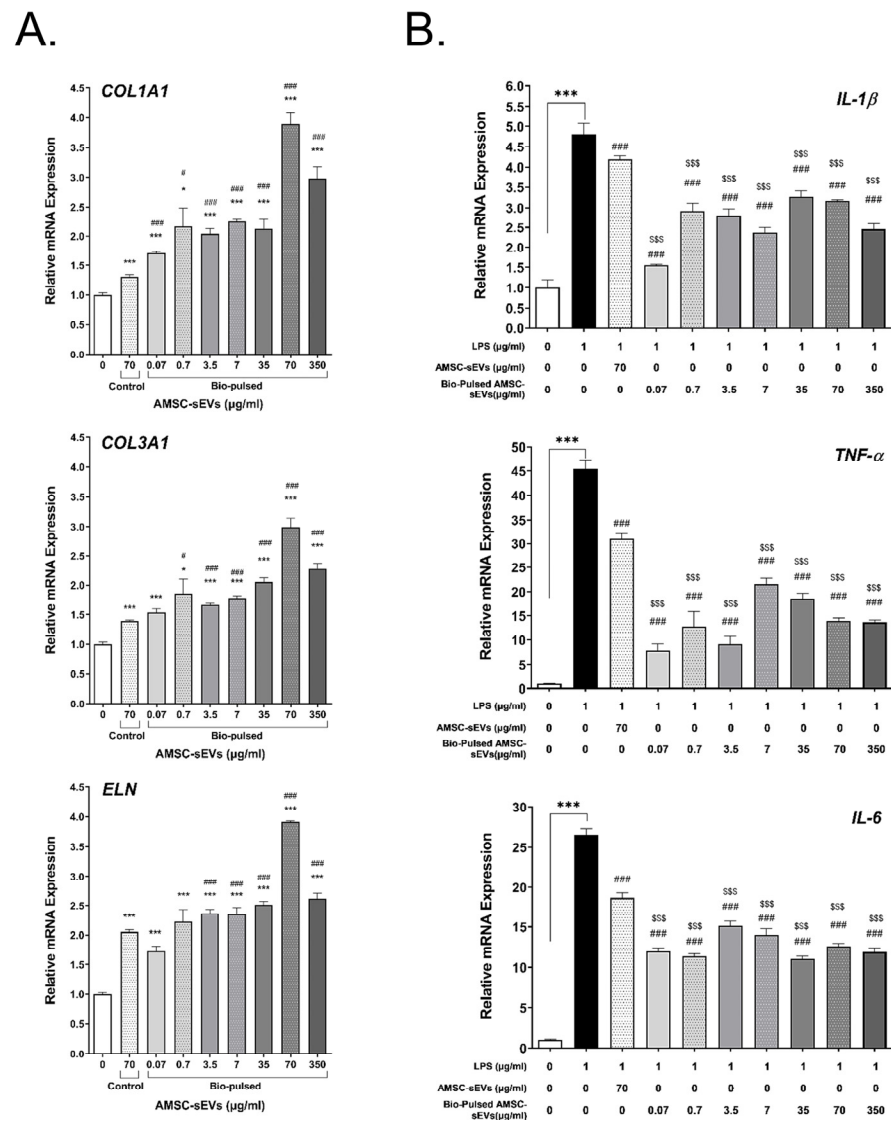 A.
COL1A1
###
***
###
***
###
***
#
*
###
***
###
***
###
***
***
Relative mRNA Expression
4.5
4.0
3.5
3.0
2.5
2.0
1.5
1.0
0.5
0.0
0 70 0.07 0.7 3.5 7 35 70 350
Control Bio-pulsed
AMSC-sEVs (µg/ml)
COL3A1
###
***
###
***
###
***
#
*
###
***
###
***
***
***
Relative mRNA Expression
4.5
4.0
3.5
3.0
2.5
2.0
1.5
1.0
0.5
0.0
0 70 0.07 0.7 3.5 7 35 70 350
Control Bio-pulsed
AMSC-sEVs (µg/ml)
ELN
###
***
###
***
###
***
###
***
###
***
***
***
***
Relative mRNA Expression
4.5
4.0
3.5
3.0
2.5
2.0
1.5
1.0
0.5
0.0
0 70 0.07 0.7 3.5 7 35 70 350
Control Bio-pulsed
AMSC-sEVs (µg/ml)
B.
IL-1β
***
###
$$$ $$$ $$$ $$$ $$$ $$$ $$$
### ### ### ### ### ### ###
Relative mRNA Expression
6.0
5.5
5.0
4.5
4.0
3.5
3.0
2.5
2.0
1.5
1.0
0.5
0.0
LPS (µg/ml) 0 1 1 1 1 1 1 1 1 1
AMSC-sEVs (µg/ml) 0 0 70 0 0 0 0 0 0 0
Bio-Pulsed AMSC-
sEVs(µg/ml) 0 0 0 0.07 0.7 3.5 7 35 70 350
TNF-α
***
###
$$$ $$$ $$$ $$$ $$$ $$$ $$$
### ### ### ### ### ### ###
Relative mRNA Expression
50
45
40
35
30
25
20
15
10
5
0
LPS (µg/ml) 0 1 1 1 1 1 1 1 1 1
AMSC-sEVs (µg/ml) 0 0 70 0 0 0 0 0 0 0
Bio-Pulsed AMSC-
sEVs(µg/ml) 0 0 0 0.07 0.7 3.5 7 35 70 350
IL-6
***
###
$$$ $$$ $$$ $$$ $$$ $$$ $$$
### ### ### ### ### ### ###
Relative mRNA Expression
30
25
20
15
10
5
0
LPS (µg/ml) 0 1 1 1 1 1 1 1 1 1
AMSC-sEVs (µg/ml) 0 0 70 0 0 0 0 0 0 0
Bio-Pulsed AMSC-
sEVs(µg/ml) 0 0 0 0.07 0.7 3.5 7 35 70 350